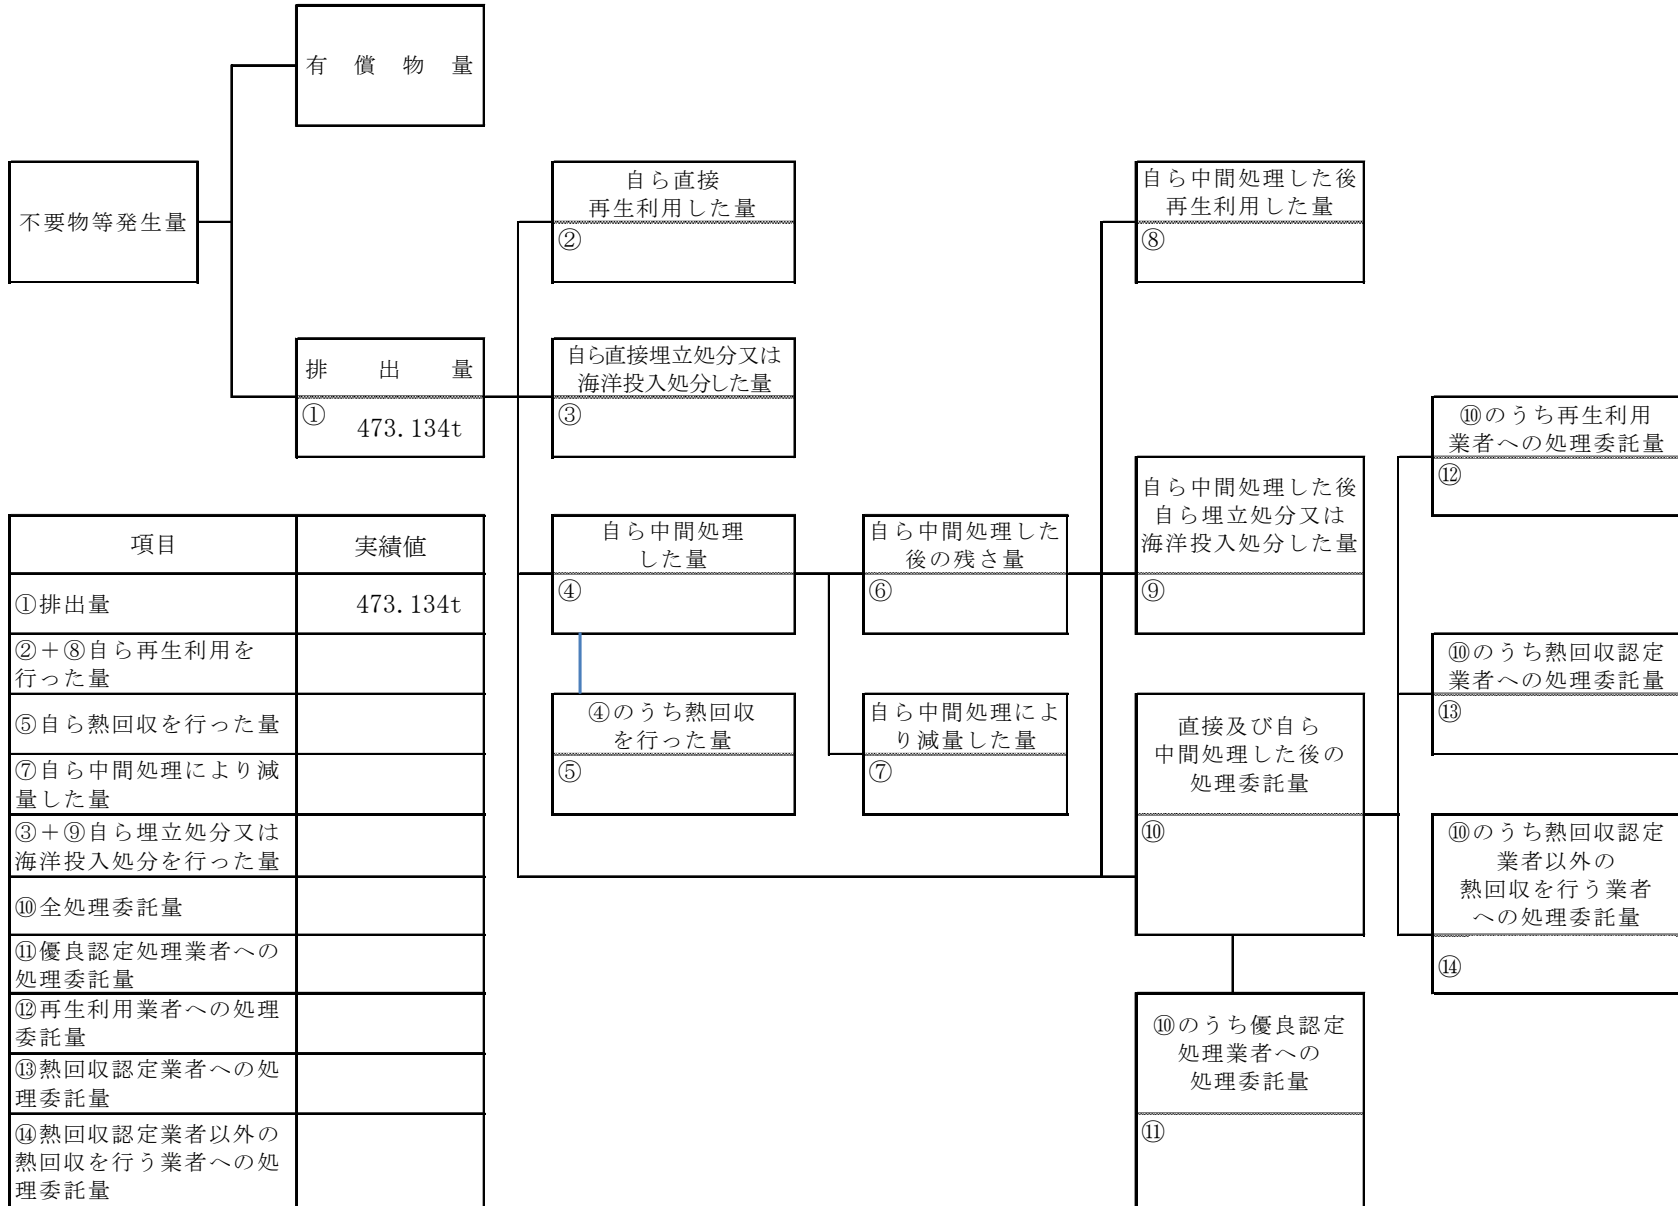 有償物量
不要物等発生量
排出量
①
473.134t
自ら直接
再生利用した量
②
自ら直接埋立処分又は
海洋投入処分した量
③
自ら中間処理
した量
④
④のうち熱回収
を行った量
⑤
自ら中間処理した
後の残さ量
⑥
自ら中間処理によ
り減量した量
⑦
自ら中間処理した後
再生利用した量
⑧
自ら中間処理した後
自ら埋立処分又は
海洋投入処分した量
⑨
直接及び自ら
中間処理した後の
処理委託量
⑩
⑩のうち優良認定
処理業者への
処理委託量
⑪
⑩のうち再生利用
業者への処理委託量
⑫
⑩のうち熱回収認定
業者への処理委託量
⑬
⑩のうち熱回収認定
業者以外の
熱回収を行う業者
への処理委託量
⑭
項目 実績値
①排出量 473.134t
②＋⑧自ら再生利用を
行った量
⑤自ら熱回収を行った量
⑦自ら中間処理により減
量した量
③＋⑨自ら埋立処分又は
海洋投入処分を行った量
⑩全処理委託量
⑪優良認定処理業者への
処理委託量
⑫再生利用業者への処理
委託量
⑬熱回収認定業者への処
理委託量
⑭熱回収認定業者以外の
熱回収を行う業者への処
理委託量